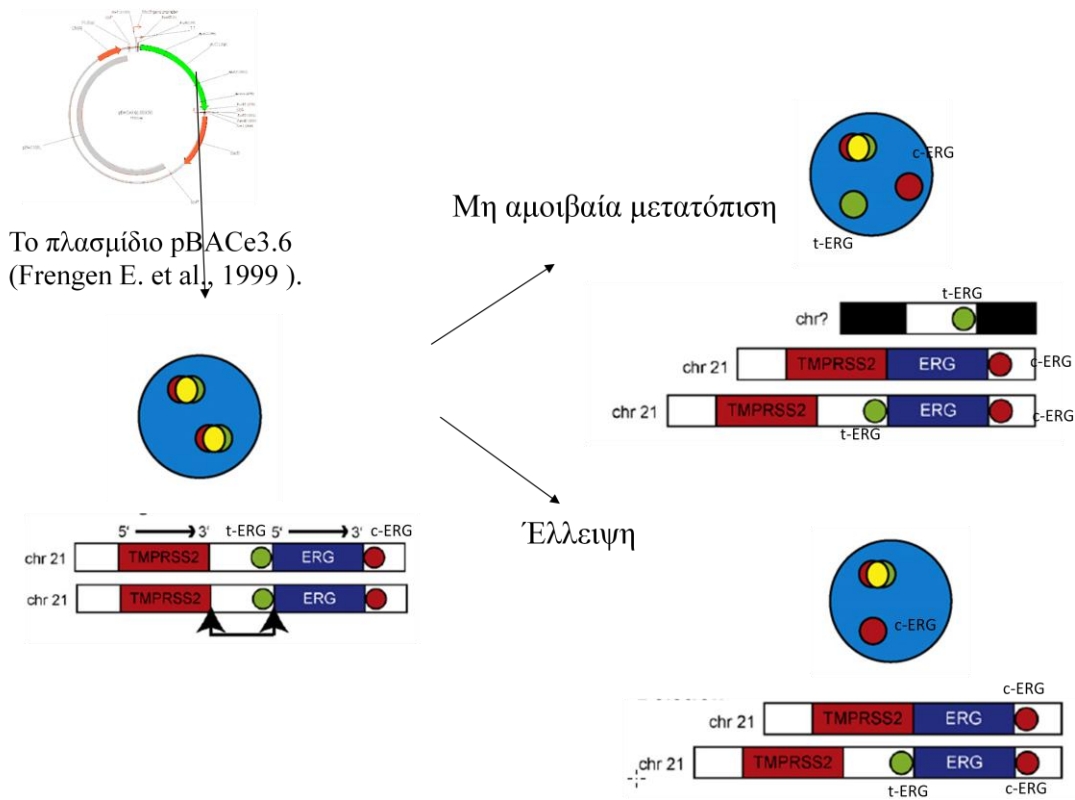 Το πλασμίδιο pBACe3.6
(Frengen E. et al., 1999 ).
Μη αμοιβαία μετατόπιση
c-ERG
t-ERG
t-ERG
chr?
chr 21 TMPRSS2 ERG c-ERG
chr 21 TMPRSS2 ERG c-ERG
t-ERG
5' 3' t-ERG 5' 3' c-ERG
chr 21 TMPRSS2 ERG
chr 21 TMPRSS2 ERG
Έλλειψη
c-ERG
c-ERG
chr 21 TMPRSS2 ERG
chr 21 TMPRSS2 ERG
t-ERG c-ERG